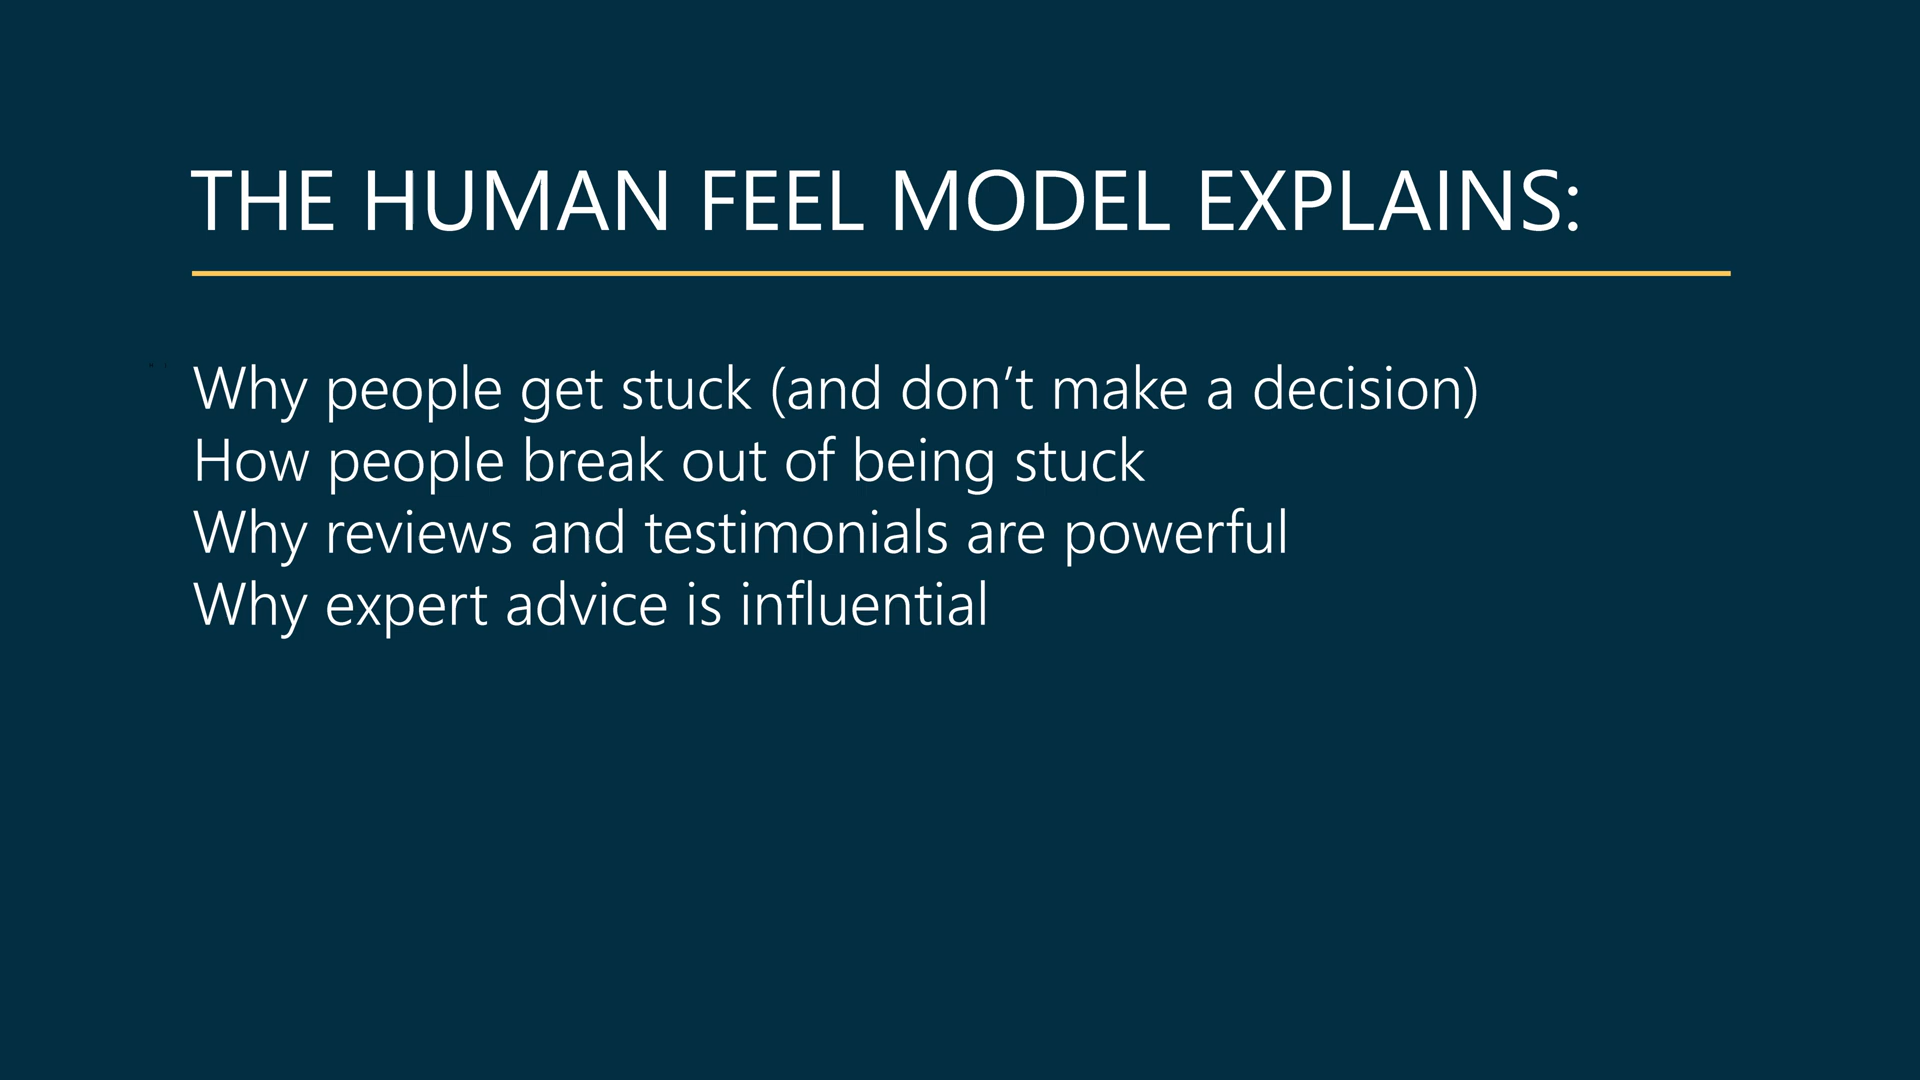 THE HUMAN FEEL MODEL EXPLAINS:
Why people get stuck (and don’t make a decision)
How people break out of being stuck
Why reviews and testimonials are powerful
Why expert advice is influential